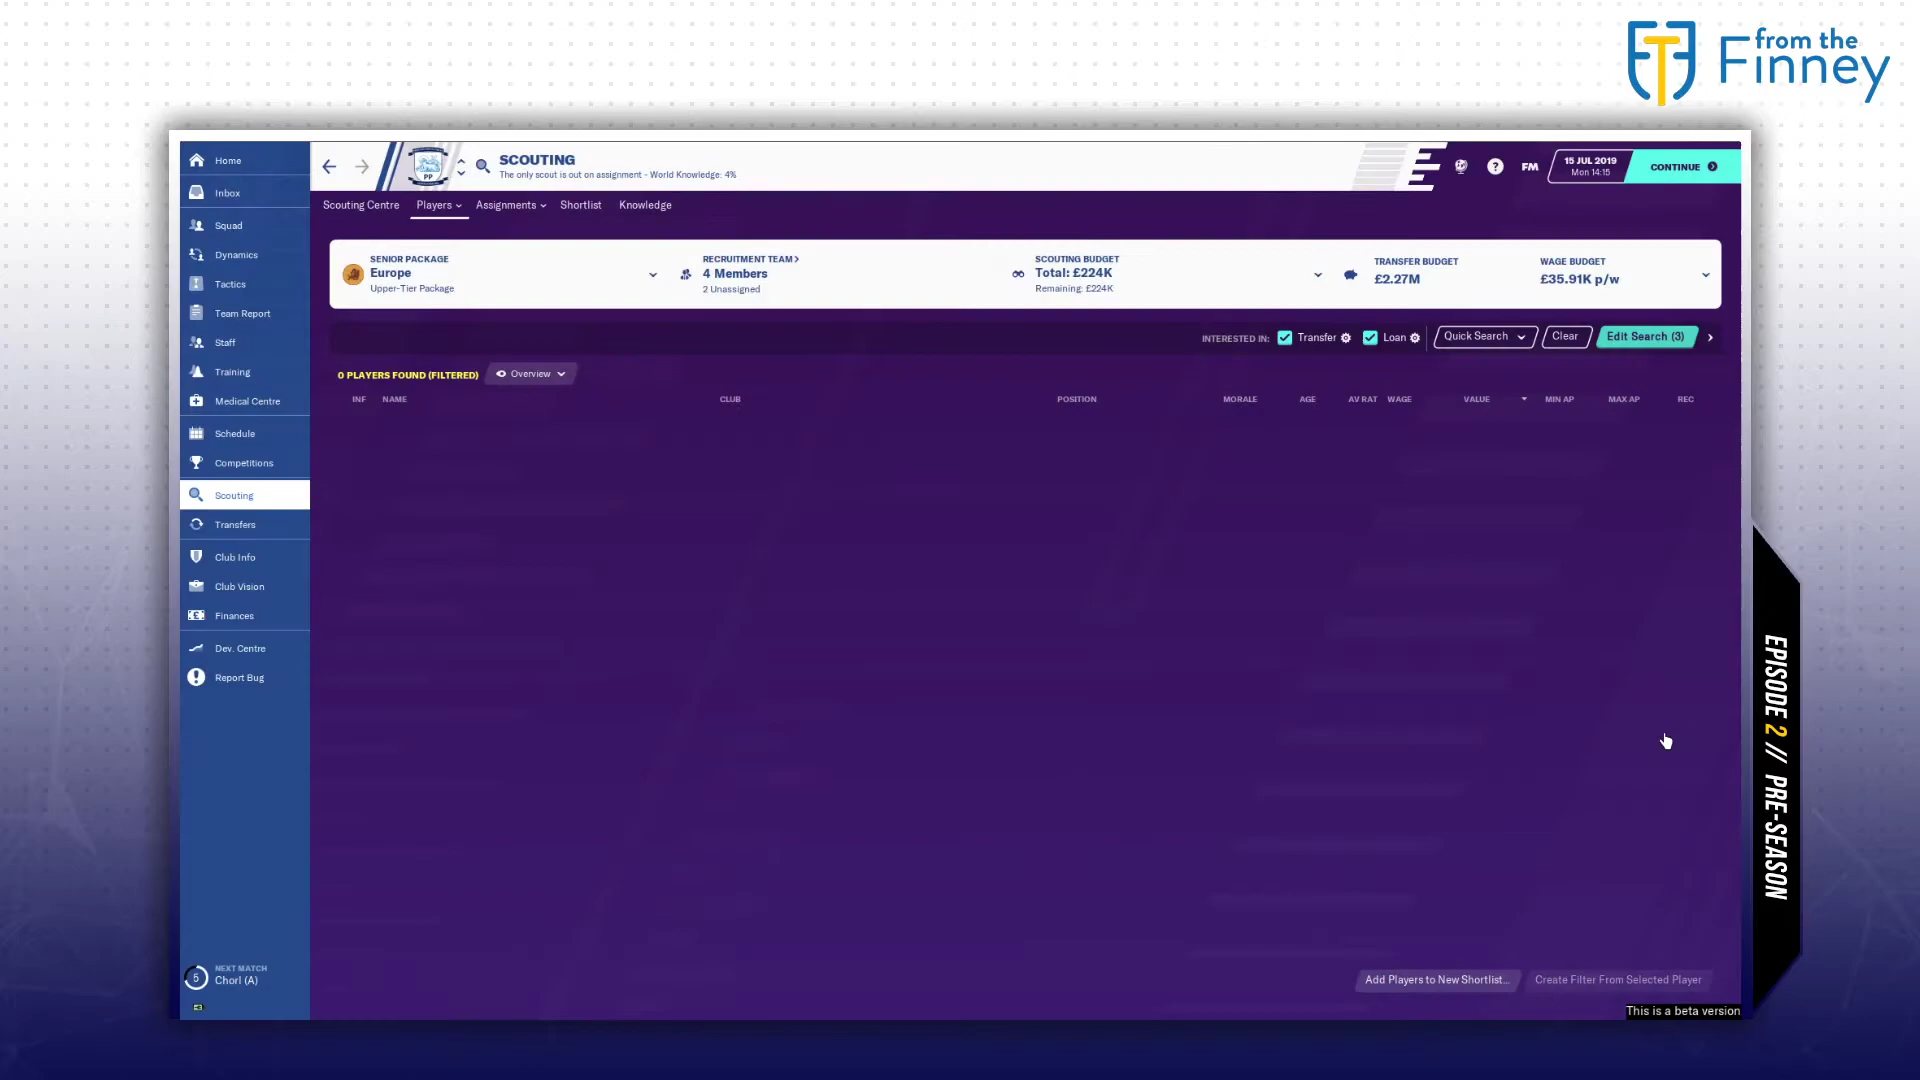 from the
Finney
Home
Inbox
Squad
Dynamics
Tactics
Team Report
Staff
Training
Medical Centre
Schedule
Competitions
Scouting
Transfers
Club Info
Club Vision
Finances
Dev. Centre
Report Bug
NEXT MATCH
5
Chorl (A)
PP
SCOUTING
The only scout is out on assignment - World Knowledge: 4%
FM
15 JUL 2019
Mon 14:15
CONTINUE
Scouting Centre
Players
Assignments
Shortlist
Knowledge
SENIOR PACKAGE
Europe
Upper-Tier Package
RECRUITMENT TEAM
4 Members
2 Unassigned
SCOUTING BUDGET
Total: £224K
Remaining: £224K
TRANSFER BUDGET
£2.27M
WAGE BUDGET
£35.91K p/w
INTERESTED IN: Transfer Loan
Quick Search
Clear
Edit Search (3)
0 PLAYERS FOUND (FILTERED)
Overview
INF NAME CLUB POSITION MORALE AGE AV RAT WAGE VALUE MIN AP MAX AP REC
Add Players to New Shortlist...
Create Filter From Selected Player
This is a beta version
EPISODE 2 // PRE-SEASON